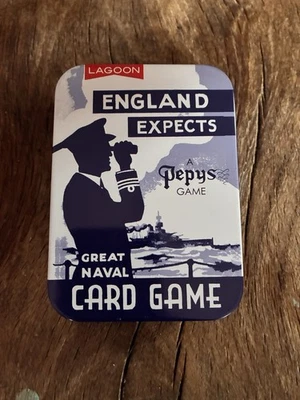 LAGOON
ENGLAND
EXPECTS
A
Pepys
GAME
GREAT
NAVAL
CARD GAME